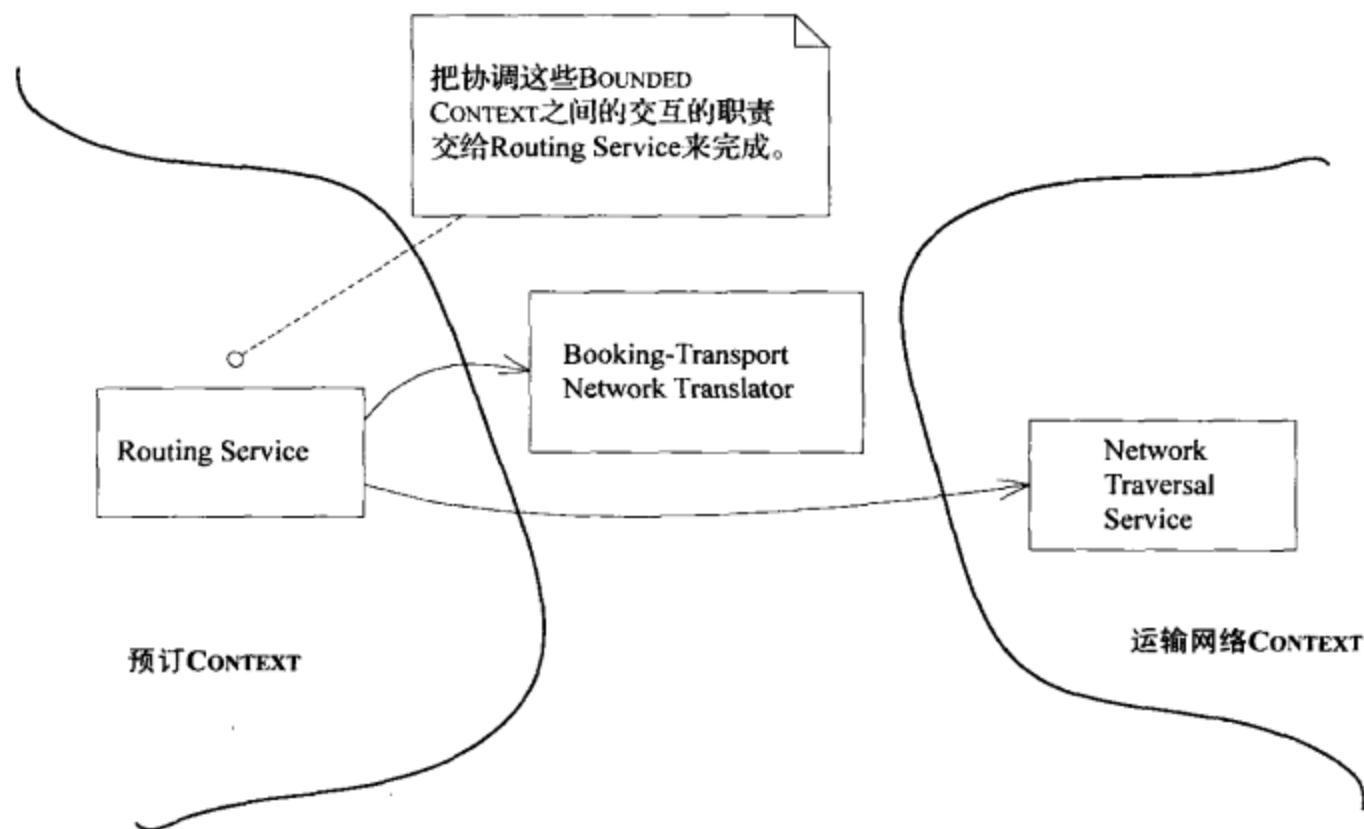 把协调这些BOUNDED
CONTEXT之间的交互的职责
交给Routing Service来完成。
Booking-Transport
Network Translator
Routing Service
Network
Traversal
Service
预订CONTEXT
运输网络CONTEXT